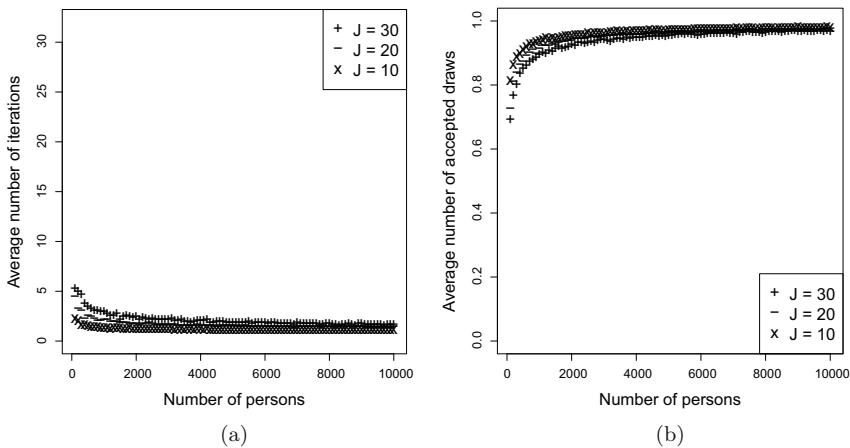 Average number of iterations
30
25
20
15
10
5
0
+ J = 30
− J = 20
x J = 10
0 2000 4000 6000 8000 10000
Number of persons
(a)
Average number of accepted draws
1.0
0.8
0.6
0.4
0.2
0.0
+ J = 30
− J = 20
x J = 10
0 2000 4000 6000 8000 10000
Number of persons
(b)